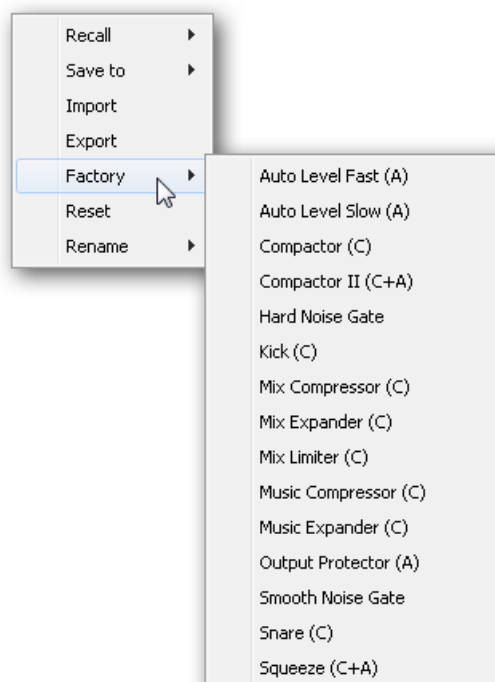 Recall
Save to
Import
Export
Factory
Reset
Rename
Auto Level Fast (A)
Auto Level Slow (A)
Compactor (C)
Compactor II (C+A)
Hard Noise Gate
Kick (C)
Mix Compressor (C)
Mix Expander (C)
Mix Limiter (C)
Music Compressor (C)
Music Expander (C)
Output Protector (A)
Smooth Noise Gate
Snare (C)
Squeeze (C+A)